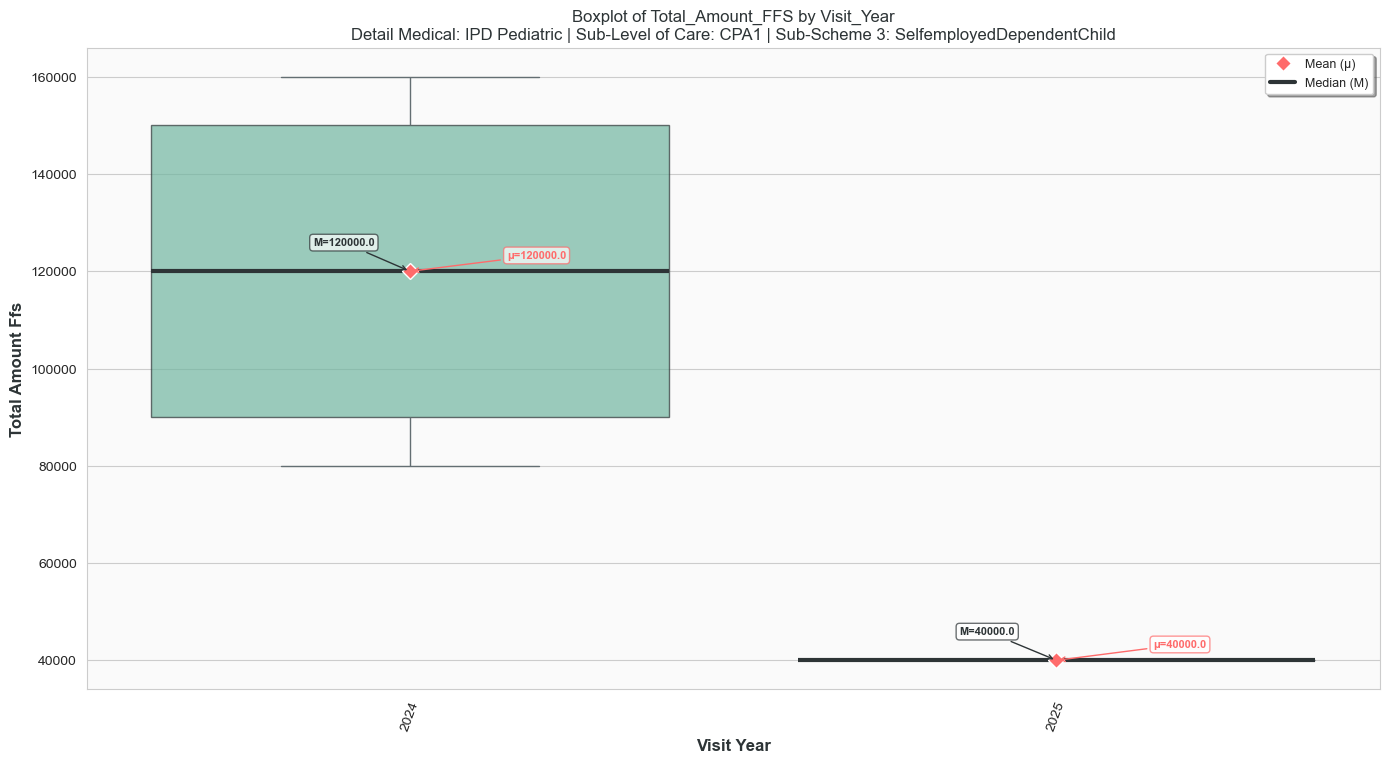 Boxplot of Total_Amount_FFS by Visit_Year
Detail Medical: IPD Pediatric | Sub-Level of Care: CPA1 | Sub-Scheme 3: SelfemployedDependentChild
Mean (μ)
Median (M)
Total Amount Ffs
160000
140000
120000
100000
80000
60000
40000
M=120000.0
μ=120000.0
M=40000.0
μ=40000.0
2024
2025
Visit Year